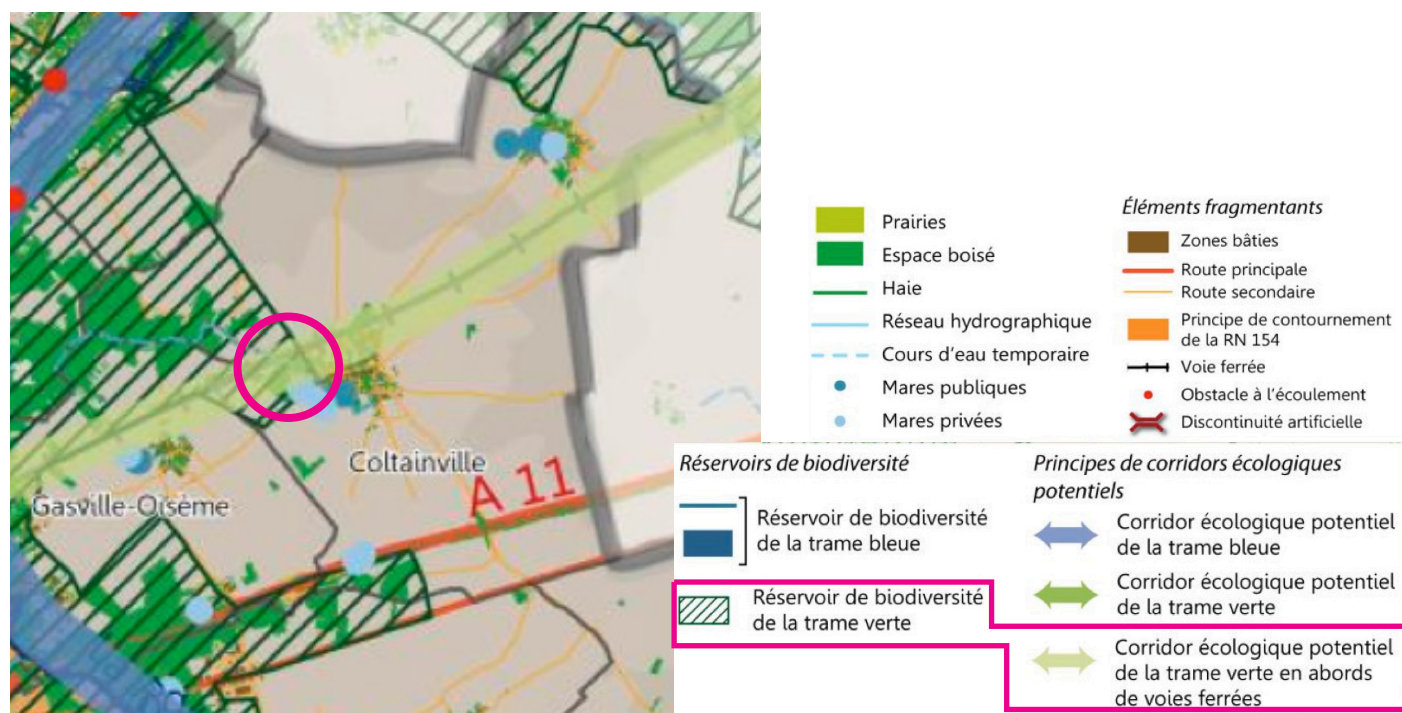 Coltainville
A 11
Gasville-Oisème
Prairies
Espace boisé
Haie
Réseau hydrographique
Cours d'eau temporaire
Mares publiques
Mares privées
Éléments fragmentants
Zones bâties
Route principale
Route secondaire
Principe de contournement
de la RN 154
Voie ferrée
Obstacle à l'écoulement
Discontinuité artificielle
Réservoirs de biodiversité
Réservoir de biodiversité
de la trame bleue
Réservoir de biodiversité
de la trame verte
Principes de corridors écologiques
potentiels
Corridor écologique potentiel
de la trame bleue
Corridor écologique potentiel
de la trame verte
Corridor écologique potentiel
de la trame verte en abords
de voies ferrées